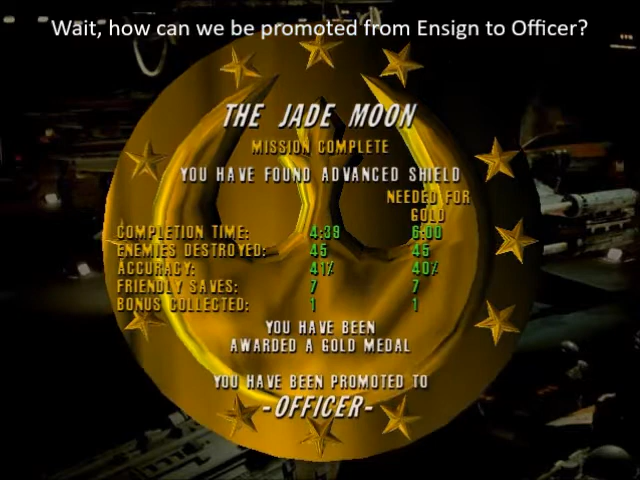 Wait, how can we be promoted from Ensign to Officer?
THE JADE MOON
MISSION COMPLETE
YOU HAVE FOUND ADVANCED SHIELD
NEEDED FOR
GOLD
COMPLETION TIME: 4:39 6:00
ENEMIES DESTROYED: 45 45
ACCURACY: 41% 40%
FRIENDLY SAVES: 7 7
BONUS COLLECTED: 1 1
YOU HAVE BEEN
AWARDED A GOLD MEDAL
YOU HAVE BEEN PROMOTED TO
-OFFICER-